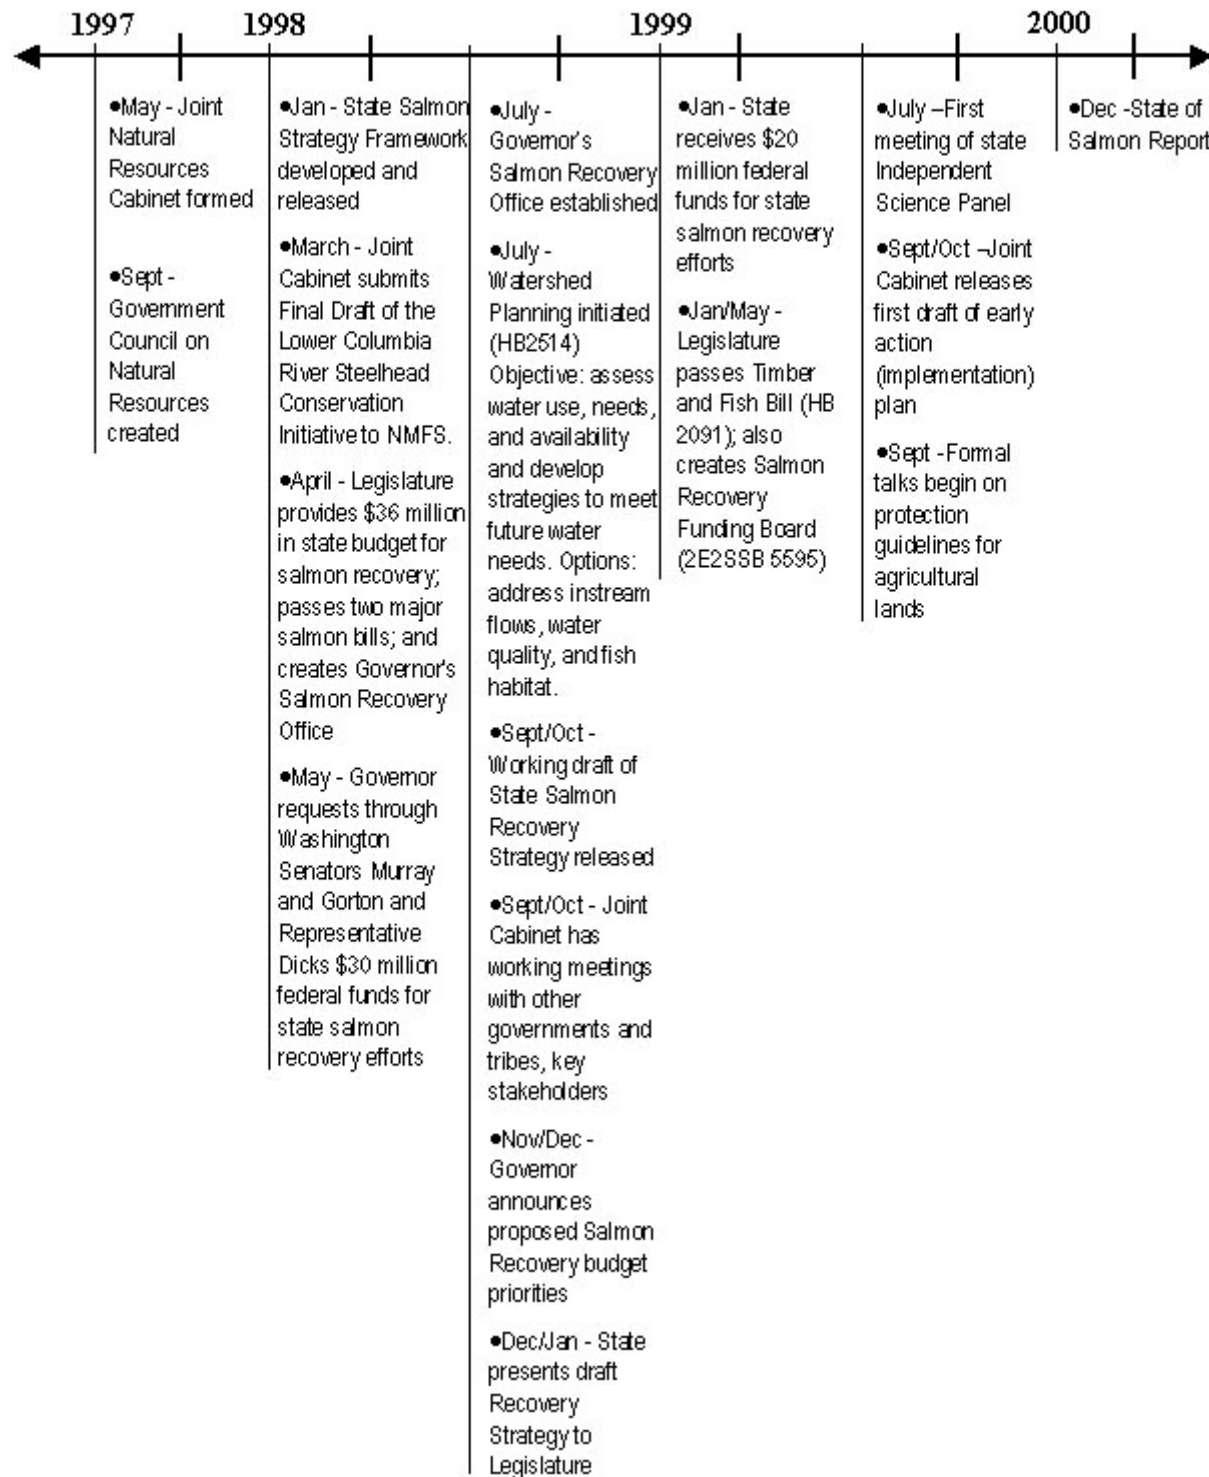 1997
1998
1999
2000
●May - Joint
Natural
Resources
Cabinet formed
●Sept -
Government
Council on
Natural
Resources
created
●Jan - State Salmon
Strategy Framework
developed and
released
●March - Joint
Cabinet submits
Final Draft of the
Lower Columbia
River Steelhead
Conservation
Initiative to NMFS.
●April - Legislature
provides $36 million
in state budget for
salmon recovery;
passes two major
salmon bills; and
creates Governor's
Salmon Recovery
Office
●May - Governor
requests through
Washington
Senators Murray
and Gorton and
Representative
Dicks $30 million
federal funds for
state salmon
recovery efforts
●July -
Governor's
Salmon Recovery
Office established
●July -
Watershed
Planning initiated
(HB2514)
Objective: assess
water use, needs,
and availability
and develop
strategies to meet
future water
needs. Options:
address instream
flows, water
quality, and fish
habitat.
●Sept/Oct -
Working draft of
State Salmon
Recovery
Strategy released
●Sept/Oct - Joint
Cabinet has
working meetings
with other
governments and
tribes, key
stakeholders
●Nov/Dec -
Governor
announces
proposed Salmon
Recovery budget
priorities
●Dec/Jan - State
presents draft
Recovery
Strategy to
Legislature
●Jan - State
receives $20
million federal
funds for state
salmon recovery
efforts
●Jan/May -
Legislature
passes Timber
and Fish Bill (HB
2091); also
creates Salmon
Recovery
Funding Board
(2E2SSB 5595)
●July –First
meeting of state
Independent
Science Panel
●Sept/Oct –Joint
Cabinet releases
first draft of early
action
(implementation)
plan
●Sept -Formal
talks begin on
protection
guidelines for
agricultural
lands
●Dec -State of
Salmon Report